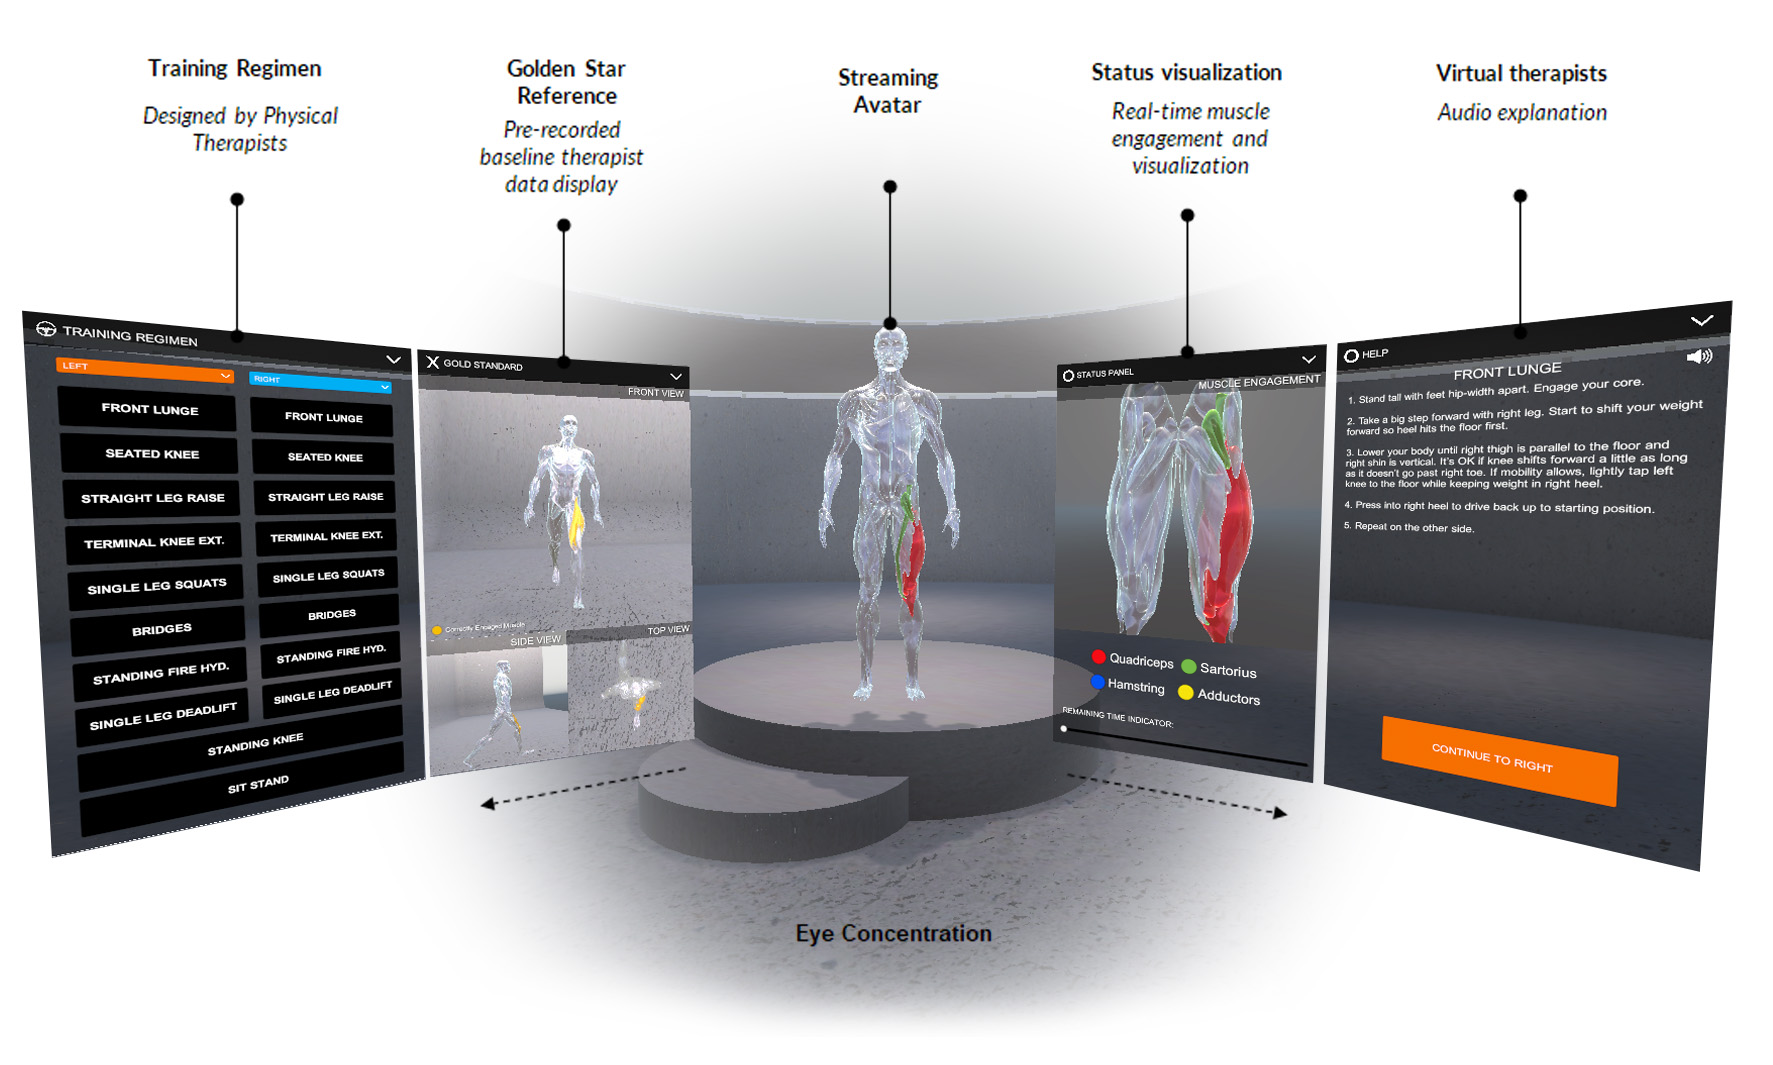 Training Regimen
Designed by Physical
Therapists
Golden Star
Reference
Pre-recorded
baseline therapist
data display
Streaming
Avatar
Status visualization
Real-time muscle
engagement and
visualization
Virtual therapists
Audio explanation
TRAINING REGIMEN
LEFT
RIGHT
FRONT LUNGE
FRONT LUNGE
SEATED KNEE
SEATED KNEE
STRAIGHT LEG RAISE
STRAIGHT LEG RAISE
TERMINAL KNEE EXT.
TERMINAL KNEE EXT.
SINGLE LEG SQUATS
SINGLE LEG SQUATS
BRIDGES
BRIDGES
STANDING FIRE HYD.
STANDING FIRE HYD.
SINGLE LEG DEADLIFT
SINGLE LEG DEADLIFT
STANDING KNEE
SIT STAND
GOLD STANDARD
FRONT VIEW
Correctly Engaged Muscle
SIDE VIEW
TOP VIEW
STATUS PANEL
MUSCLE ENGAGEMENT
Quadriceps
Sartorius
Hamstring
Adductors
REMAINING TIME INDICATOR:
HELP
FRONT LUNGE
1. Stand tall with feet hip-width apart. Engage your core.
2. Take a big step forward with right leg. Start to shift your weight
forward so heel hits the floor first.
3. Lower your body until right thigh is parallel to the floor and
right shin is vertical. It's OK if knee shifts forward a little as long
as it doesn't go past right toe. If mobility allows, lightly tap left
knee to the floor while keeping weight in right heel.
4. Press into right heel to drive back up to starting position.
5. Repeat on the other side.
CONTINUE TO RIGHT
Eye Concentration